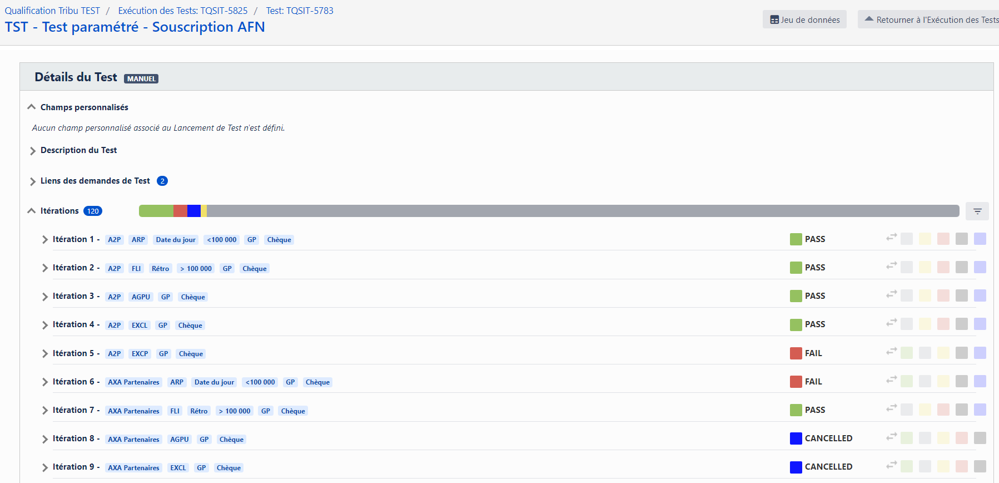 Qualification Tribu TEST / Exécution des Tests: TQSIT-5825 / Test: TQSIT-5783
TST - Test paramétré - Souscription AFN
Jeu de données
Retourner à l'Exécution des Tests
Détails du Test MANUEL
Champs personnalisés
Aucun champ personnalisé associé au Lancement de Test n'est défini.
Description du Test
Liens des demandes de Test 2
Itérations 120
Itération 1 - A2P ARP Date du jour <100 000 GP Chèque PASS
Itération 2 - A2P FLI Rétro > 100 000 GP Chèque PASS
Itération 3 - A2P AGPU GP Chèque PASS
Itération 4 - A2P EXCL GP Chèque PASS
Itération 5 - A2P EXCP GP Chèque FAIL
Itération 6 - AXA Partenaires ARP Date du jour <100 000 GP Chèque FAIL
Itération 7 - AXA Partenaires FLI Rétro > 100 000 GP Chèque PASS
Itération 8 - AXA Partenaires AGPU GP Chèque CANCELLED
Itération 9 - AXA Partenaires EXCL GP Chèque CANCELLED